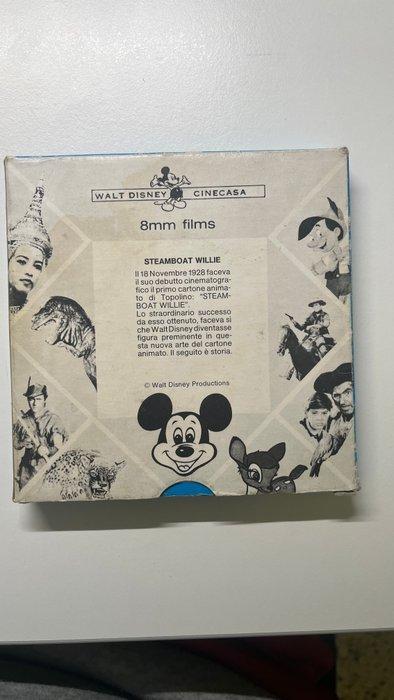 WALT DISNEY CINECASA
8mm films
STEAMBOAT WILLIE
Il 18 Novembre 1928 faceva
il suo debutto cinematogra-
fico il primo cartone anima-
to di Topolino: "STEAM-
BOAT WILLIE".
Lo straordinario successo
da esso ottenuto, faceva sì
che Walt Disney diventasse
figura preminente in que-
sta nuova arte del cartone
animato. Il seguito è storia.
© Walt Disney Productions